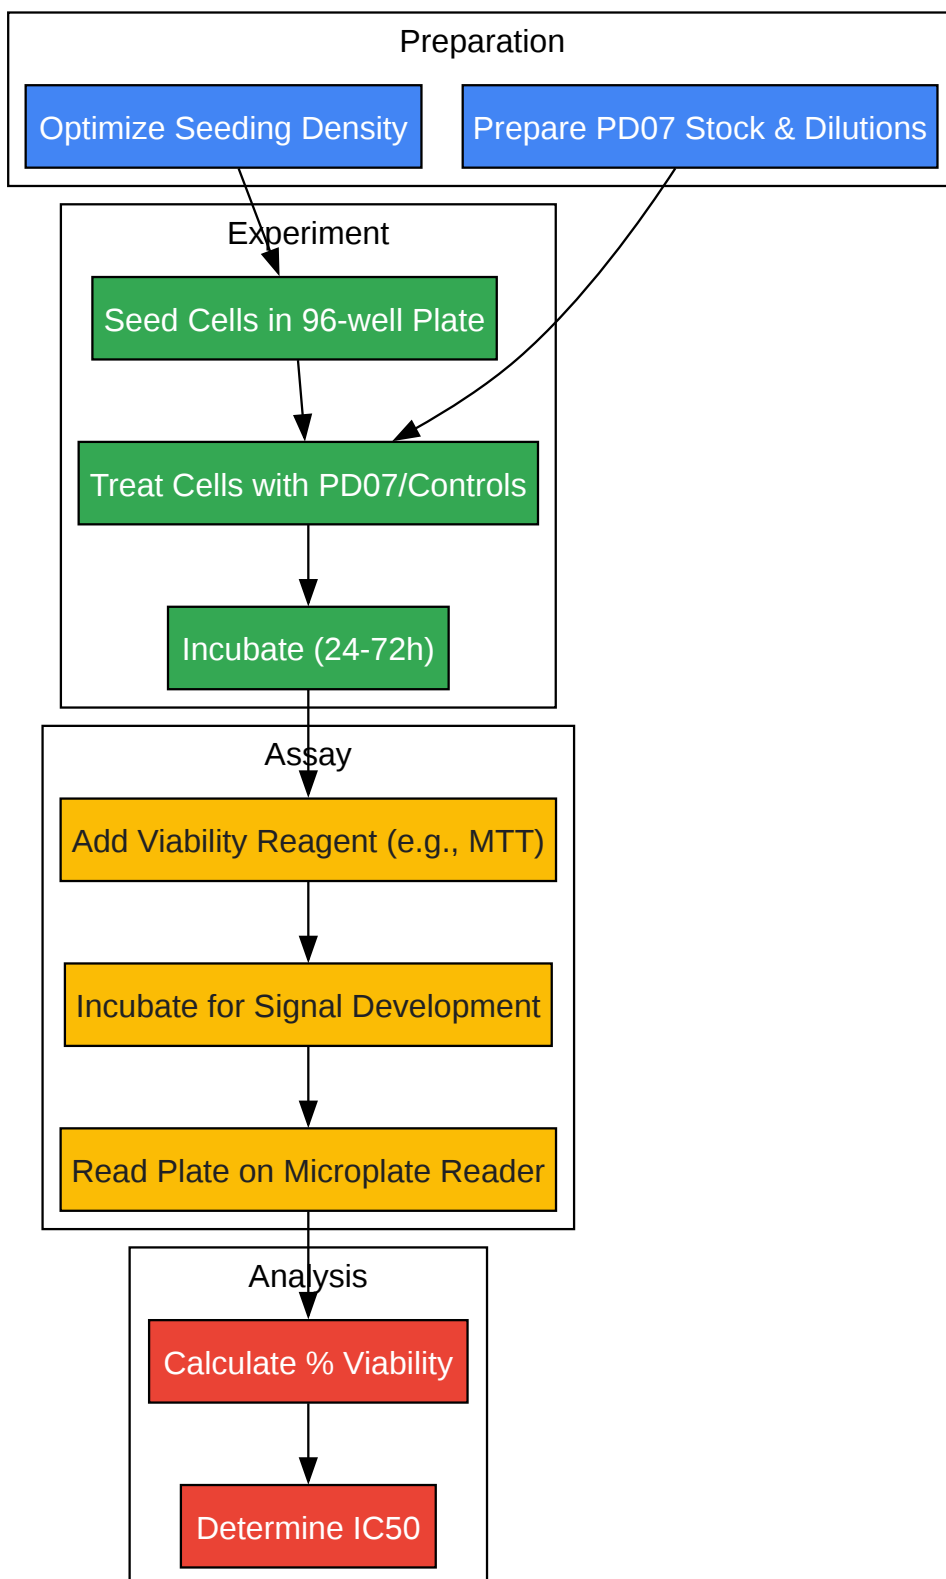 Preparation
Optimize Seeding Density
Prepare PD07 Stock & Dilutions
Experiment
Seed Cells in 96-well Plate
Treat Cells with PD07/Controls
Incubate (24-72h)
Assay
Add Viability Reagent (e.g., MTT)
Incubate for Signal Development
Read Plate on Microplate Reader
Analysis
Calculate % Viability
Determine IC50